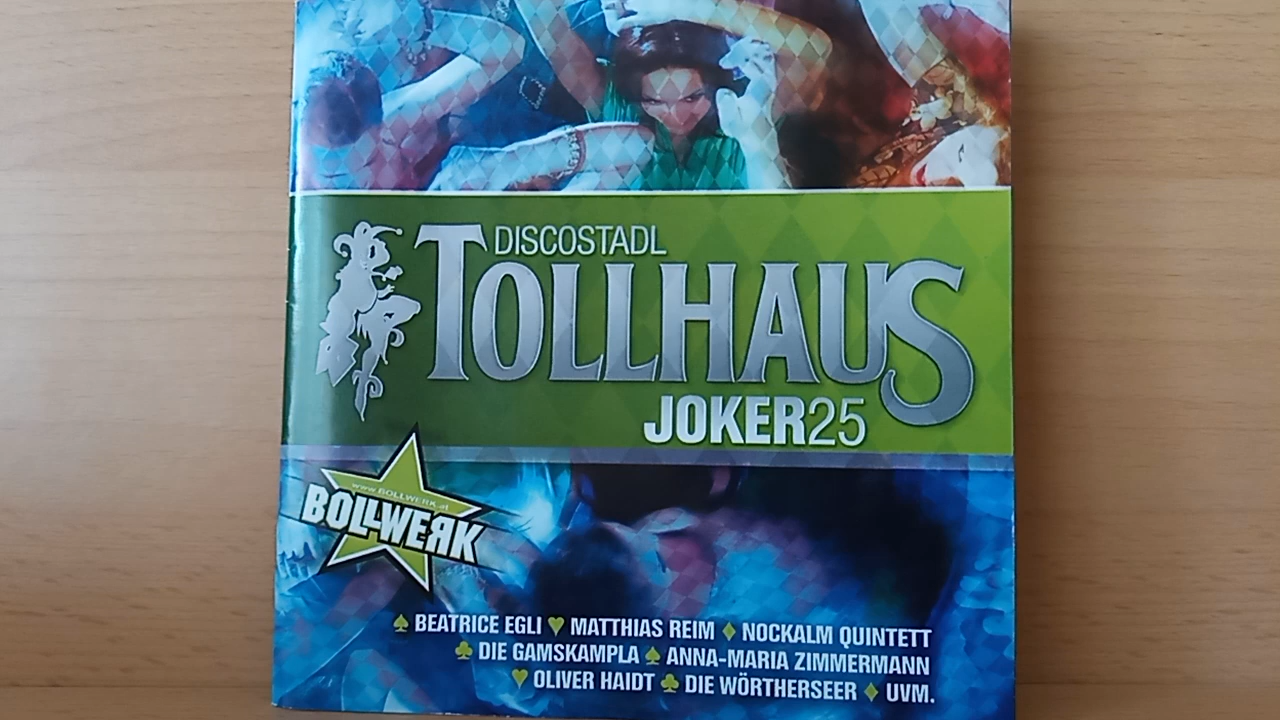 DISCOSTADL
TOLLHAUS
JOKER25
www.BOLLWERK.at
BOLLWERK
♠ BEATRICE EGLI ♥ MATTHIAS REIM ♦ NOCKALM QUINTETT
♣ DIE GAMSKAMPLA ♠ ANNA-MARIA ZIMMERMANN
♥ OLIVER HAIDT ♣ DIE WÖRTHERSEER ♦ UVM.